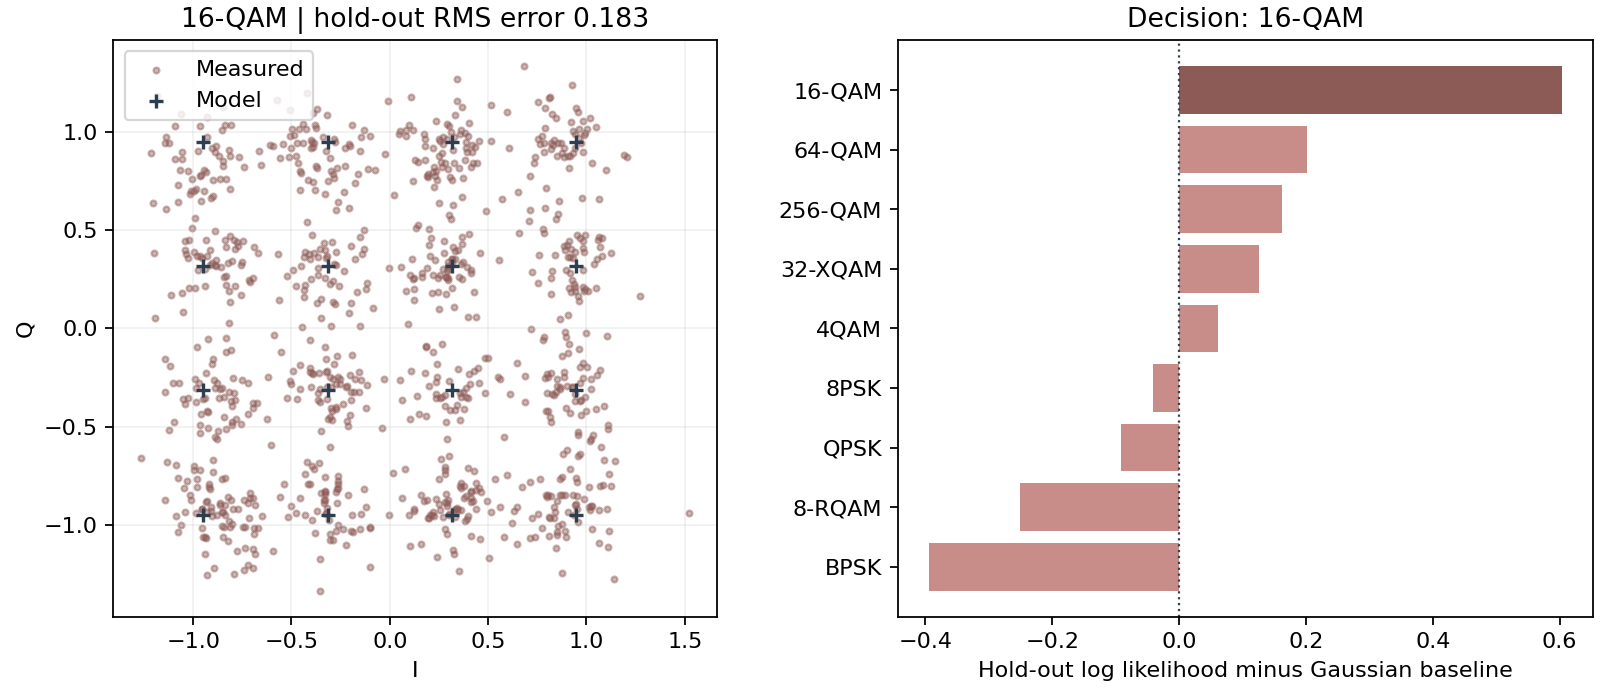 16-QAM | hold-out RMS error 0.183
Measured
Model
Q
1.0
0.5
0.0
−0.5
−1.0
−1.0
−0.5
0.0
0.5
1.0
1.5
I
Decision: 16-QAM
16-QAM
64-QAM
256-QAM
32-XQAM
4QAM
8PSK
QPSK
8-RQAM
BPSK
−0.4
−0.2
0.0
0.2
0.4
0.6
Hold-out log likelihood minus Gaussian baseline